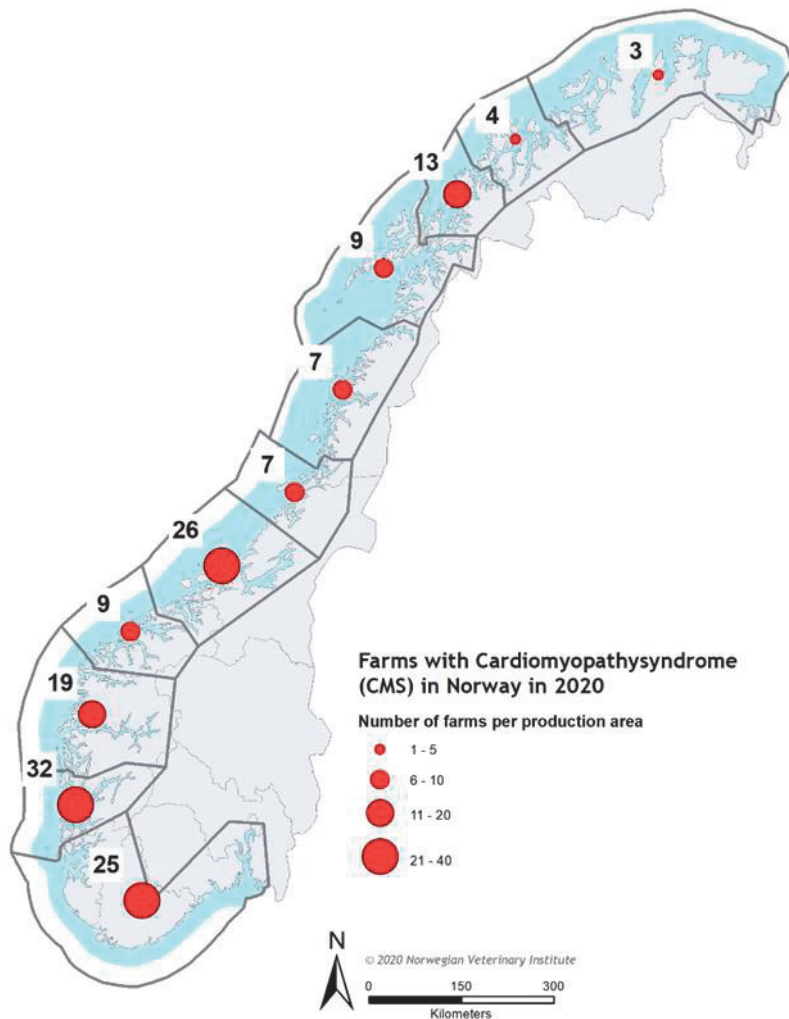 3
4
13
9
7
7
26
9
19
32
25
Farms with Cardiomyopathysyndrome
(CMS) in Norway in 2020
Number of farms per production area
1 - 5
6 - 10
11 - 20
21 - 40
N
© 2020 Norwegian Veterinary Institute
0 150 300
Kilometers